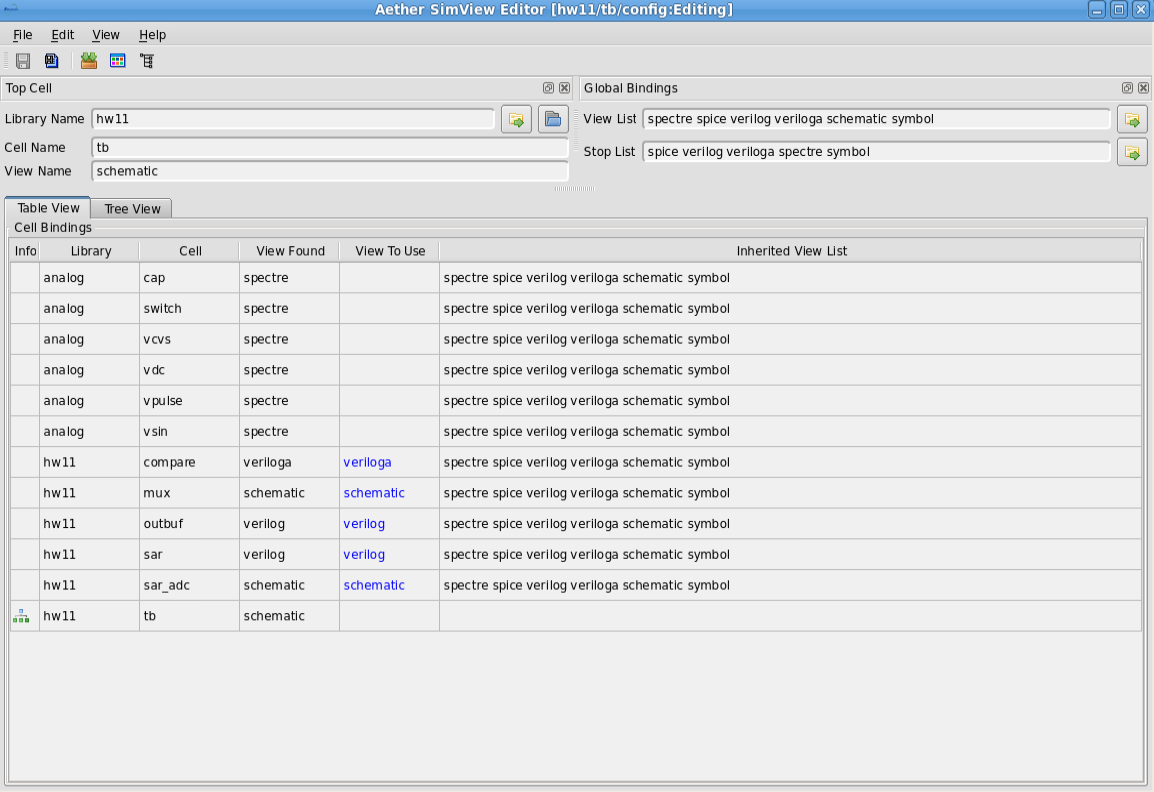 Aether SimView Editor [hw11/tb/config:Editing]
File Edit View Help
Top Cell
Library Name hw11
Cell Name tb
View Name schematic
Global Bindings
View List spectre spice verilog veriloga schematic symbol
Stop List spice verilog veriloga spectre symbol
Table View Tree View
Cell Bindings
Info Library Cell View Found View To Use Inherited View List
analog cap spectre spectre spice verilog veriloga schematic symbol
analog switch spectre spectre spice verilog veriloga schematic symbol
analog vcvs spectre spectre spice verilog veriloga schematic symbol
analog vdc spectre spectre spice verilog veriloga schematic symbol
analog vpulse spectre spectre spice verilog veriloga schematic symbol
analog vsin spectre spectre spice verilog veriloga schematic symbol
hw11 compare veriloga veriloga spectre spice verilog veriloga schematic symbol
hw11 mux schematic schematic spectre spice verilog veriloga schematic symbol
hw11 outbuf verilog verilog spectre spice verilog veriloga schematic symbol
hw11 sar verilog verilog spectre spice verilog veriloga schematic symbol
hw11 sar_adc schematic schematic spectre spice verilog veriloga schematic symbol
hw11 tb schematic